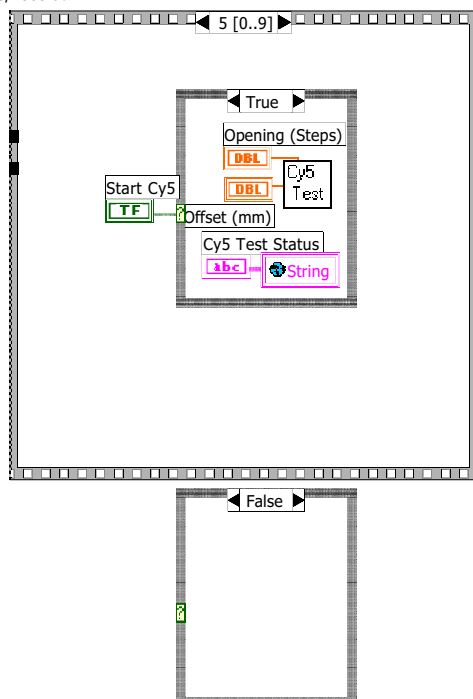 5 [0..9]
True
Opening (Steps)
DBL
Cy5
Test
DBL
Start Cy5
TF
?
Offset (mm)
Cy5 Test Status
abc
String
False
?